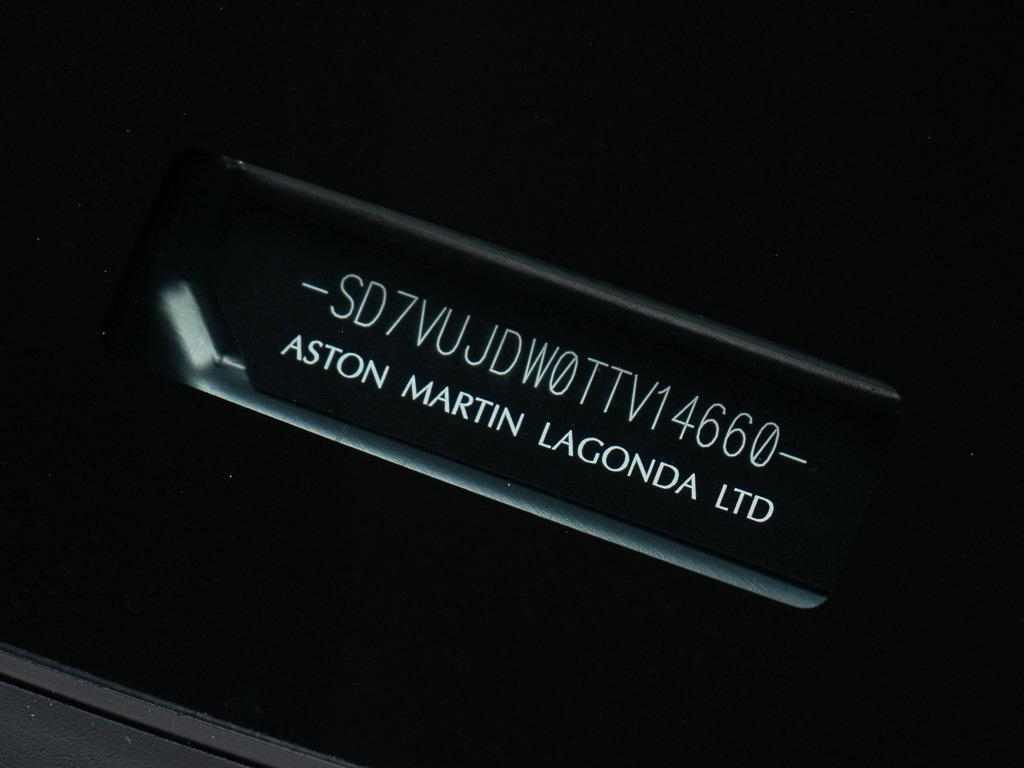 -SD7VUJDW0TTV14660-
ASTON MARTIN LAGONDA LTD